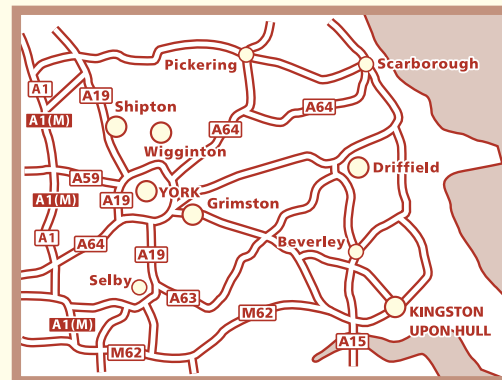 Pickering
Scarborough
A1
A19
Shipton
A64
A1(M)
A64
Wigginton
A59
Driffield
A1(M)
A19
YORK
Grimston
A1
A64
A19
Beverley
Selby
A63
M62
KINGSTON
UPON HULL
A1(M)
M62
A15